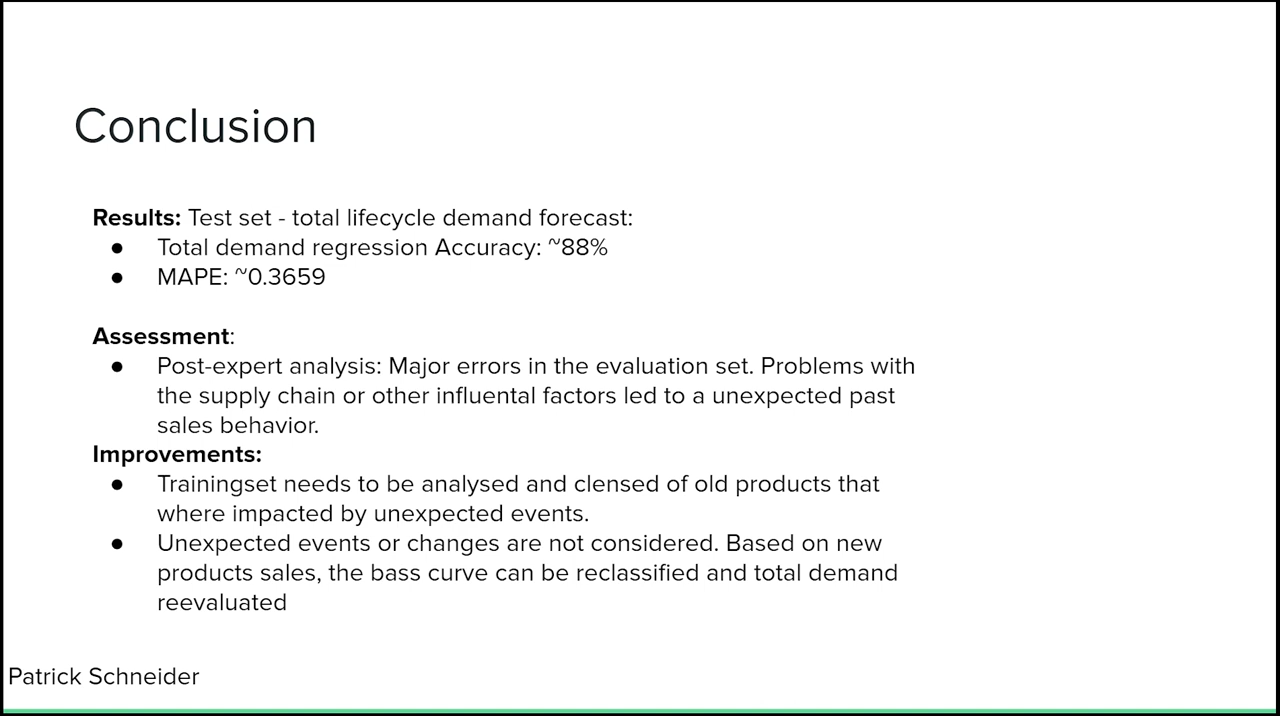 Conclusion
Results: Test set - total lifecycle demand forecast:
● Total demand regression Accuracy: ~88%
● MAPE: ~0.3659
Assessment:
● Post-expert analysis: Major errors in the evaluation set. Problems with
the supply chain or other influental factors led to a unexpected past
sales behavior.
Improvements:
● Trainingset needs to be analysed and clensed of old products that
where impacted by unexpected events.
● Unexpected events or changes are not considered. Based on new
products sales, the bass curve can be reclassified and total demand
reevaluated
Patrick Schneider